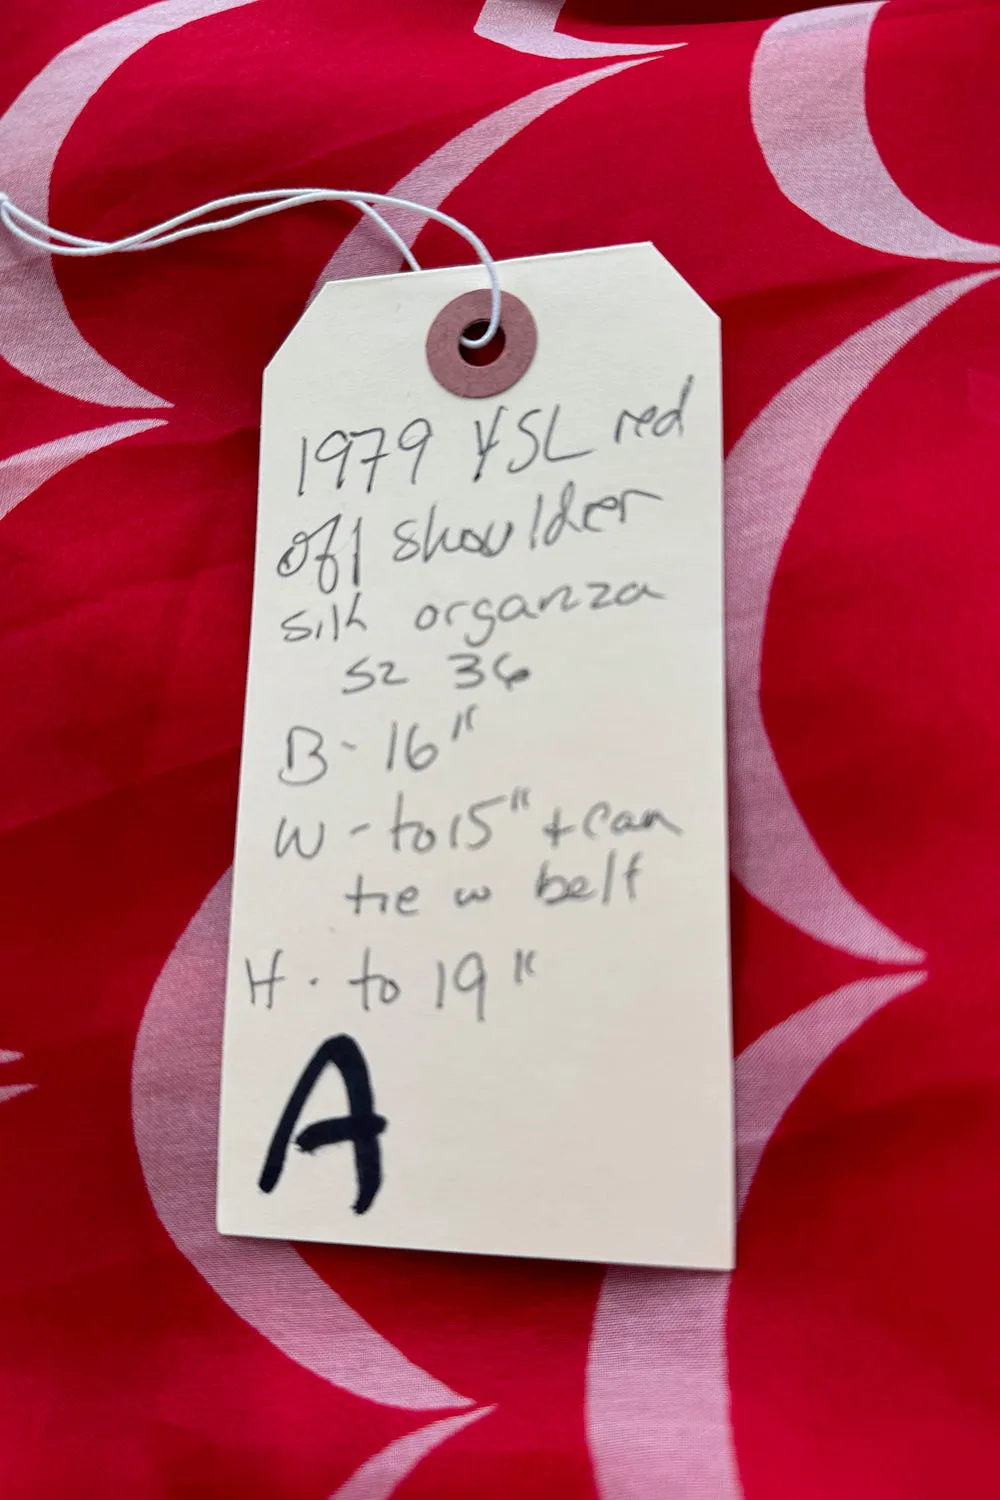 1979 YSL red
off shoulder
silk organza
sz 36
B - 16"
W - to 15" + can
tie w belt
H - to 19"
A